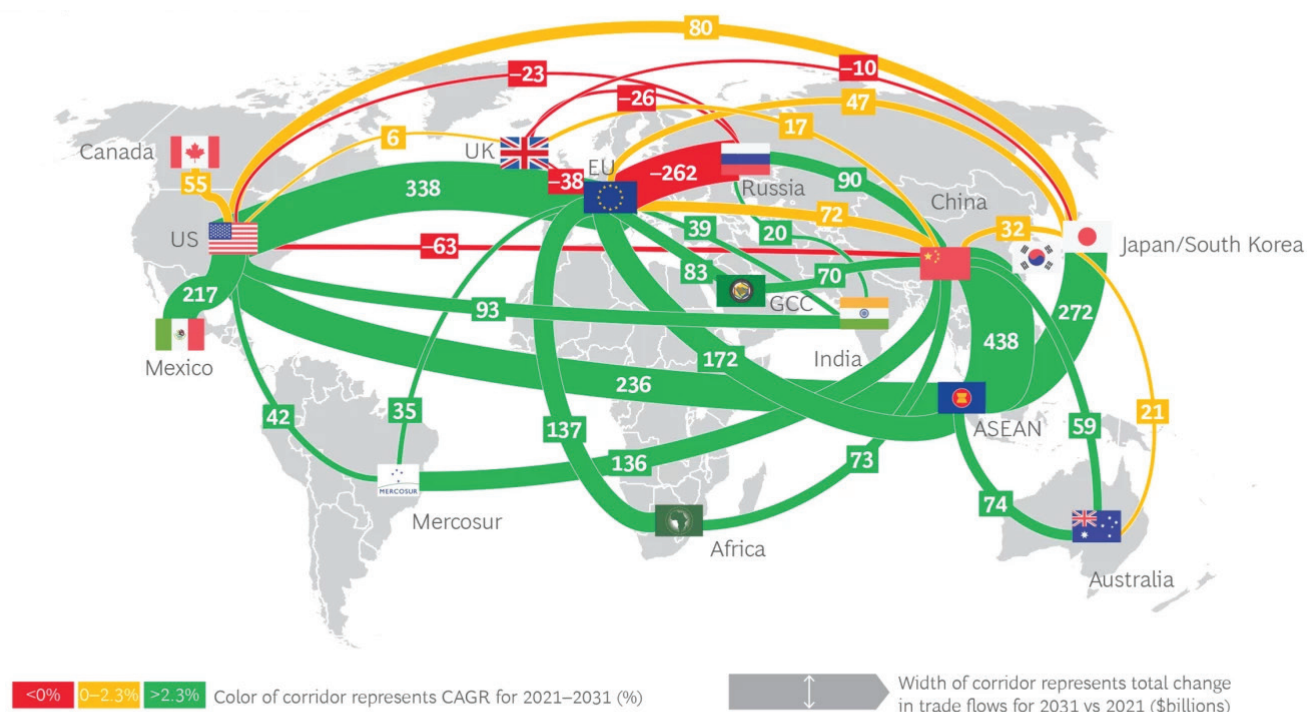 80
–23
–10
–26
47
17
6
Canada
UK
EU
55
338
–38
–262
Russia
90
China
US
–63
72
39
20
32
Japan/South Korea
217
83
70
GCC
93
India
272
438
Mexico
172
236
ASEAN
42
35
137
136
73
59
21
MERCOSUR
Mercosur
74
Africa
Australia
<0% 0–2.3% >2.3% Color of corridor represents CAGR for 2021–2031 (%)
Width of corridor represents total change
in trade flows for 2031 vs 2021 ($billions)